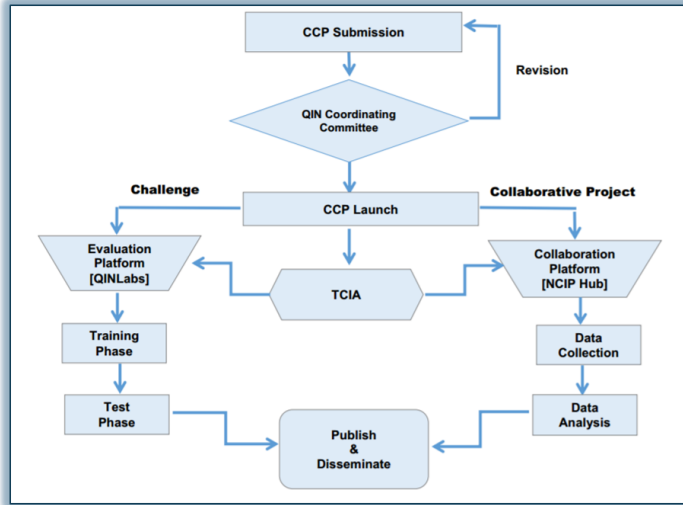 CCP Submission
Revision
QIN Coordinating
Committee
Challenge
Collaborative Project
CCP Launch
Evaluation
Platform
[QINLabs]
Collaboration
Platform
[NCIP Hub]
TCIA
Training
Phase
Data
Collection
Test
Phase
Data
Analysis
Publish
&
Disseminate